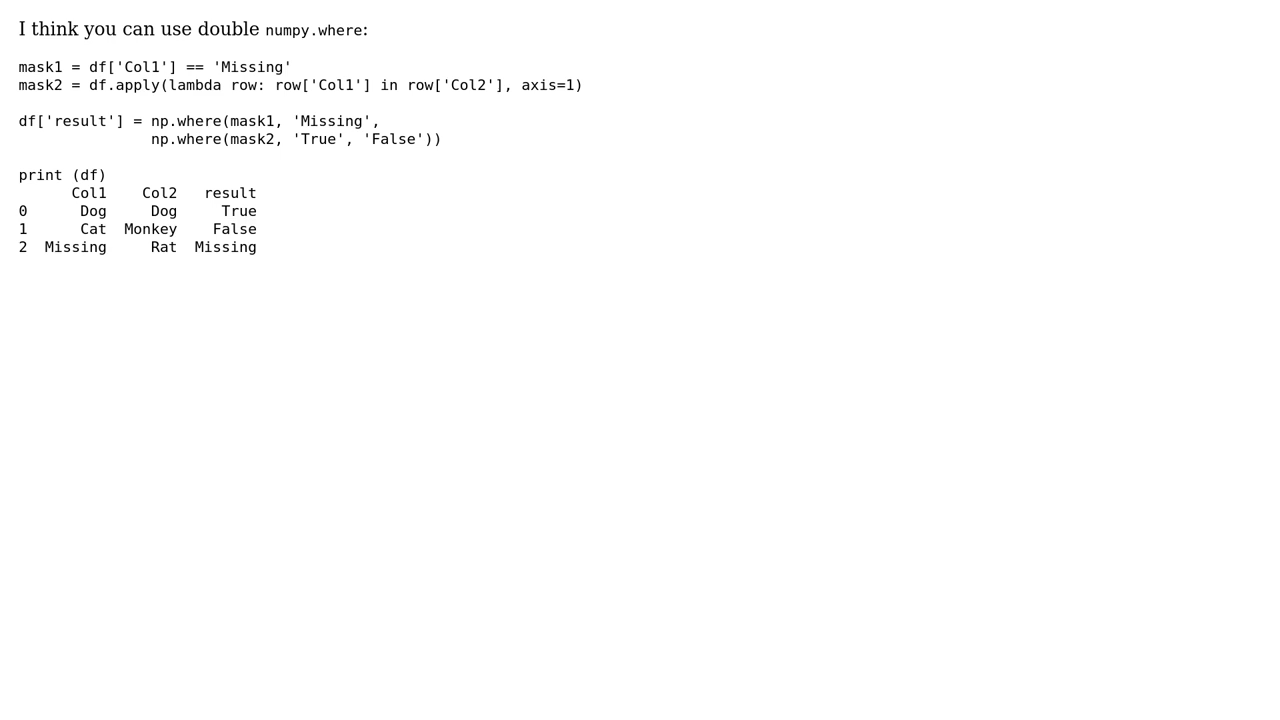 I think you can use double numpy.where:
mask1 = df['Col1'] == 'Missing'
mask2 = df.apply(lambda row: row['Col1'] in row['Col2'], axis=1)
df['result'] = np.where(mask1, 'Missing',
               np.where(mask2, 'True', 'False'))
print (df)
      Col1    Col2   result
0      Dog     Dog     True
1      Cat  Monkey    False
2  Missing     Rat  Missing